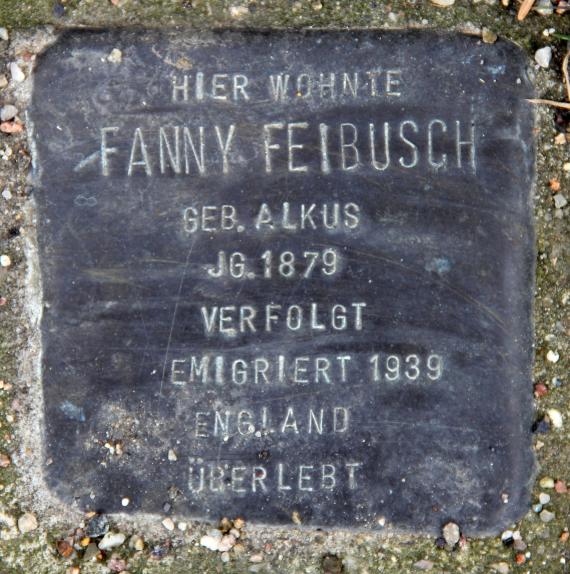 HIER WOHNTE
FANNY FEIBUSCH
GEB. ALKUS
JG. 1879
VERFOLGT
EMIGRIERT 1939
ENGLAND
ÜBERLEBT